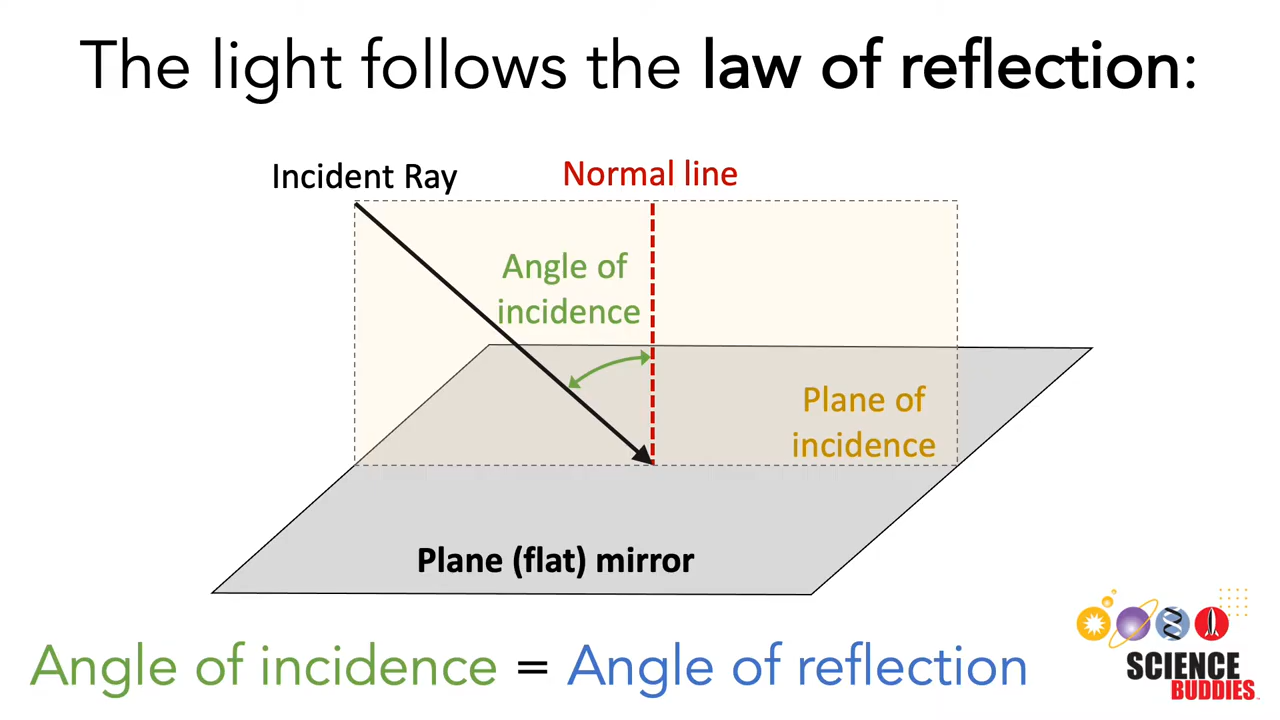 The light follows the law of reflection:
Incident Ray
Normal line
Angle of
incidence
Plane of
incidence
Plane (flat) mirror
Angle of incidence = Angle of reflection
SCIENCE
BUDDIES